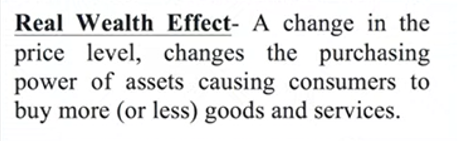 Real Wealth Effect- A change in the
price level, changes the purchasing
power of assets causing consumers to
buy more (or less) goods and services.